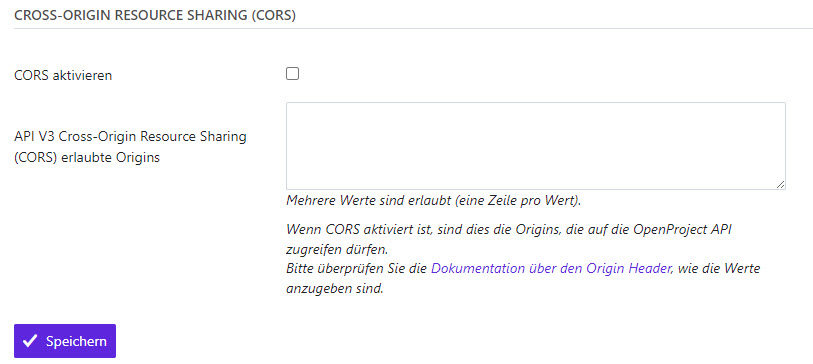 CROSS-ORIGIN RESOURCE SHARING (CORS)
CORS aktivieren
API V3 Cross-Origin Resource Sharing
(CORS) erlaubte Origins
Mehrere Werte sind erlaubt (eine Zeile pro Wert).
Wenn CORS aktiviert ist, sind dies die Origins, die auf die OpenProject API
zugreifen dürfen.
Bitte überprüfen Sie die Dokumentation über den Origin Header, wie die Werte
anzugeben sind.
Speichern